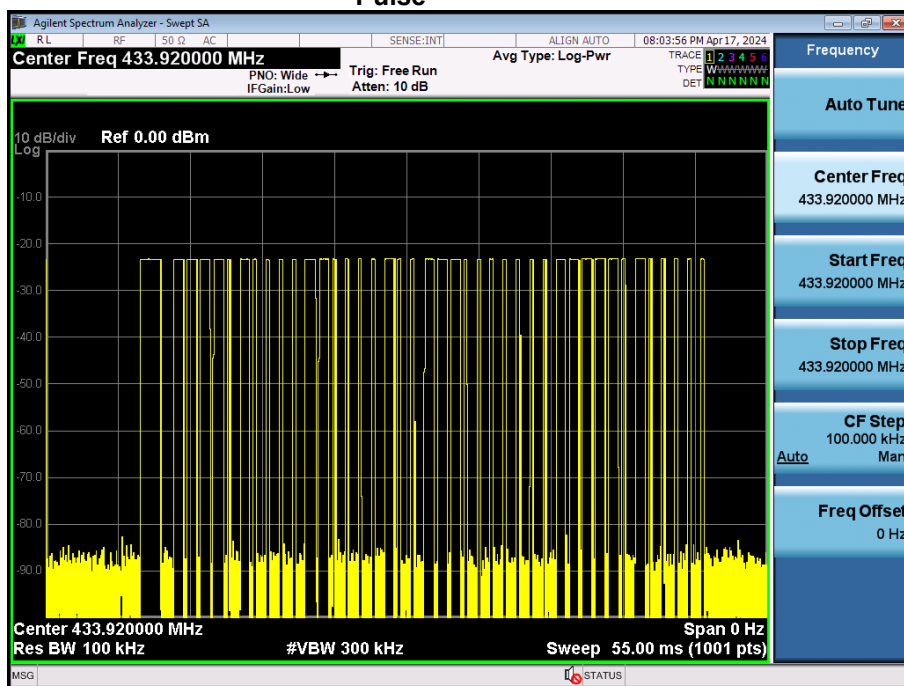 Pulse
Agilent Spectrum Analyzer - Swept SA
LXI RL RF 50 Ω AC SENSE:INT ALIGN AUTO 08:03:56 PM Apr 17, 2024
Center Freq 433.920000 MHz
PNO: Wide
IFGain:Low
Trig: Free Run
Atten: 10 dB
Avg Type: Log-Pwr
TRACE 1 2 3 4 5 6
TYPE WWWWWW
DET N N N N N N
10 dB/div Ref 0.00 dBm
Log
-10.0
-20.0
-30.0
-40.0
-50.0
-60.0
-70.0
-80.0
-90.0
Center 433.920000 MHz Span 0 Hz
Res BW 100 kHz #VBW 300 kHz Sweep 55.00 ms (1001 pts)
MSG STATUS
Frequency
Auto Tune
Center Freq
433.920000 MHz
Start Freq
433.920000 MHz
Stop Freq
433.920000 MHz
CF Step
100.000 kHz
Auto Man
Freq Offset
0 Hz